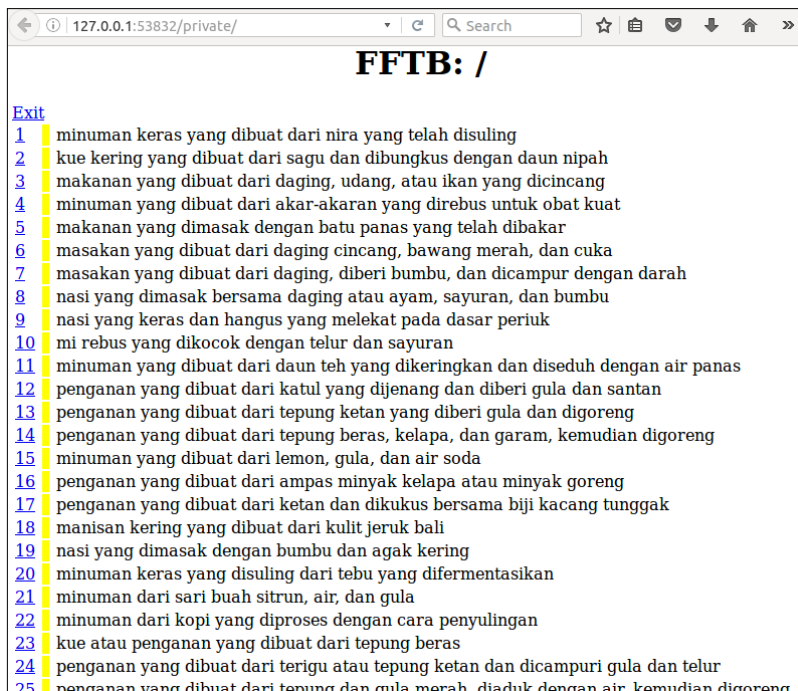 127.0.0.1:53832/private/
Search
FFTB: /
Exit
1 minuman keras yang dibuat dari nira yang telah disuling
2 kue kering yang dibuat dari sagu dan dibungkus dengan daun nipah
3 makanan yang dibuat dari daging, udang, atau ikan yang dicincang
4 minuman yang dibuat dari akar-akaran yang direbus untuk obat kuat
5 makanan yang dimasak dengan batu panas yang telah dibakar
6 masakan yang dibuat dari daging cincang, bawang merah, dan cuka
7 masakan yang dibuat dari daging, diberi bumbu, dan dicampur dengan darah
8 nasi yang dimasak bersama daging atau ayam, sayuran, dan bumbu
9 nasi yang keras dan hangus yang melekat pada dasar periuk
10 mi rebus yang dikocok dengan telur dan sayuran
11 minuman yang dibuat dari daun teh yang dikeringkan dan diseduh dengan air panas
12 penganan yang dibuat dari katul yang dijenang dan diberi gula dan santan
13 penganan yang dibuat dari tepung ketan yang diberi gula dan digoreng
14 penganan yang dibuat dari tepung beras, kelapa, dan garam, kemudian digoreng
15 minuman yang dibuat dari lemon, gula, dan air soda
16 penganan yang dibuat dari ampas minyak kelapa atau minyak goreng
17 penganan yang dibuat dari ketan dan dikukus bersama biji kacang tunggak
18 manisan kering yang dibuat dari kulit jeruk bali
19 nasi yang dimasak dengan bumbu dan agak kering
20 minuman keras yang disuling dari tebu yang difermentasikan
21 minuman dari sari buah sitrun, air, dan gula
22 minuman dari kopi yang diproses dengan cara penyulingan
23 kue atau penganan yang dibuat dari tepung beras
24 penganan yang dibuat dari terigu atau tepung ketan dan dicampuri gula dan telur
25 penganan yang dibuat dari tepung dan gula merah, diaduk dengan air, kemudian digoreng